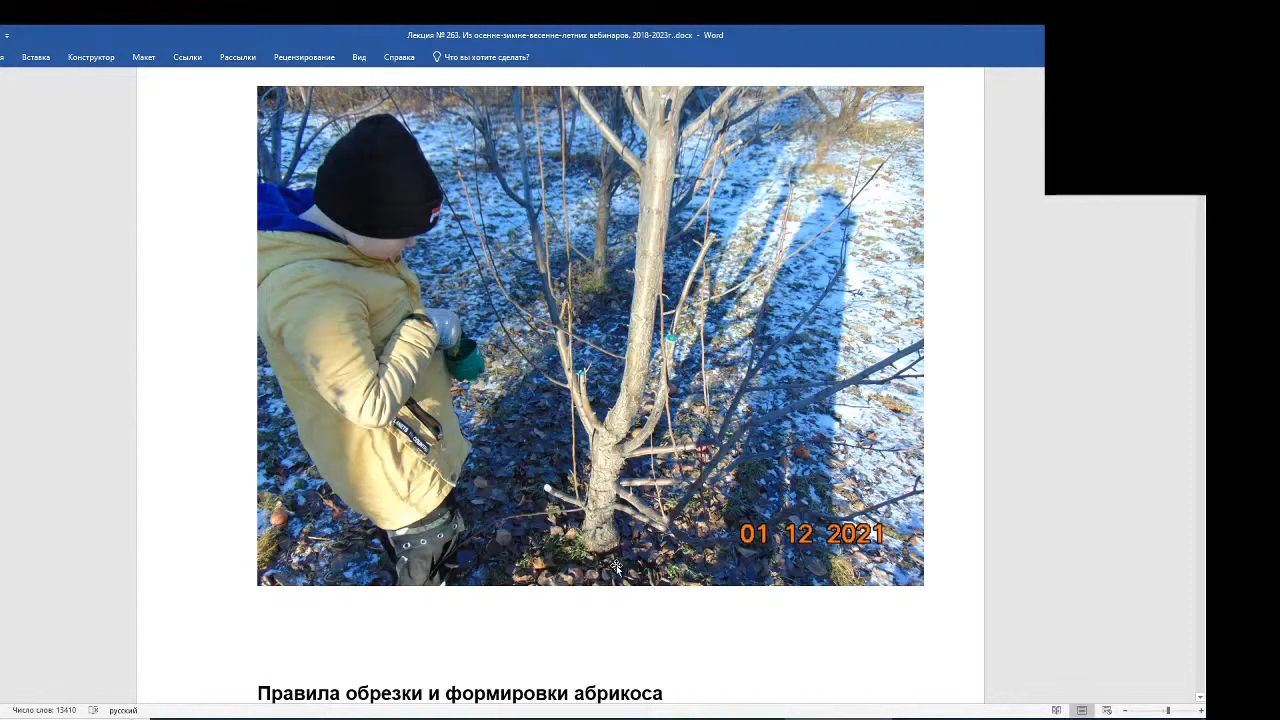 Лекция № 263. Из осенне-зимне-весенне-летних вебинаров. 2018-2023г..docx - Word
я Вставка Конструктор Макет Ссылки Рассылки Рецензирование Вид Справка Что вы хотите сделать?
01 12 2021
Правила обрезки и формировки абрикоса
Число слов: 13410 русский